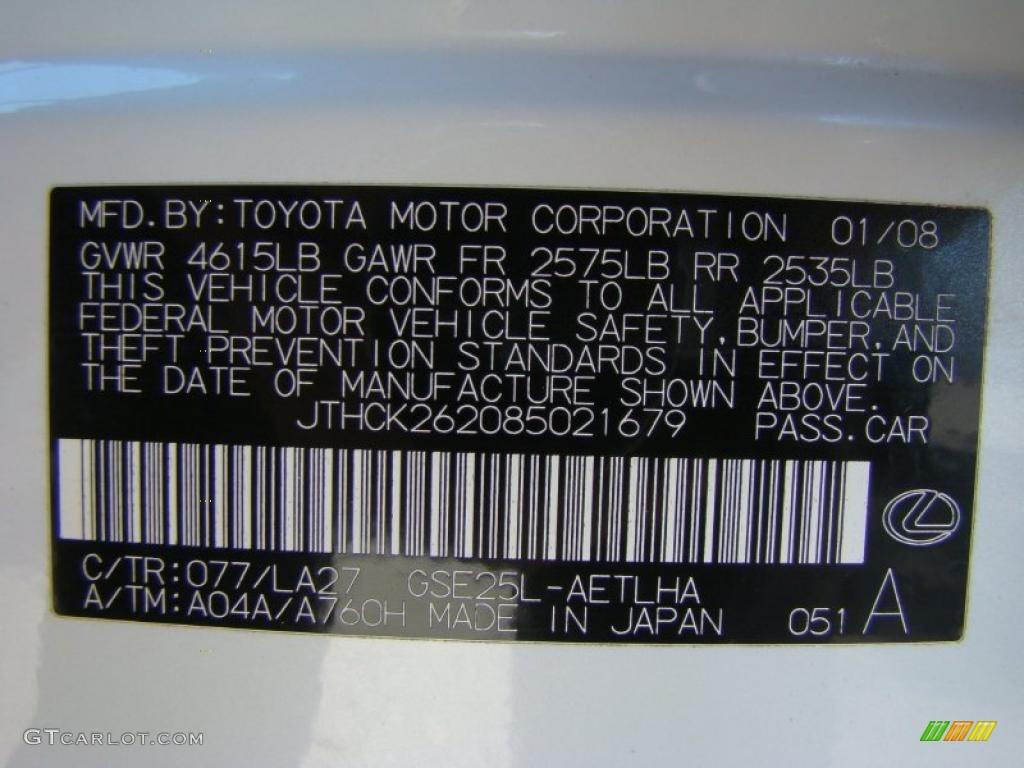 MFD.BY:TOYOTA MOTOR CORPORATION 01/08
GVWR 4615LB GAWR FR 2575LB RR 2535LB
THIS VEHICLE CONFORMS TO ALL APPLICABLE
FEDERAL MOTOR VEHICLE SAFETY,BUMPER,AND
THEFT PREVENTION STANDARDS IN EFFECT ON
THE DATE OF MANUFACTURE SHOWN ABOVE.
JTHCK262085021679 PASS.CAR
C/TR:077/LA27 GSE25L-AETLHA
A/TM:A04A/A760H MADE IN JAPAN 051 A
GTCARLOT.COM